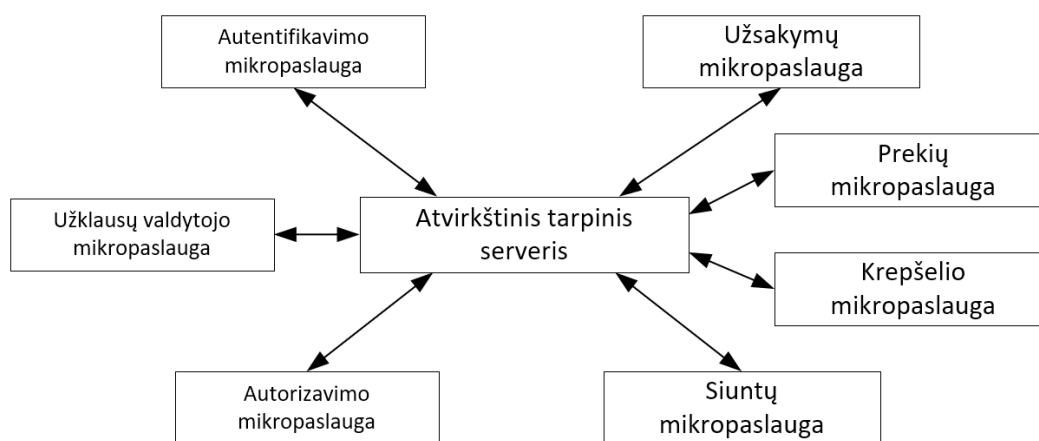 Autentifikavimo
mikropaslauga
Užsakymų
mikropaslauga
Prekių
mikropaslauga
Užklausų valdytojo
mikropaslauga
Atvirkštinis tarpinis
serveris
Krepšelio
mikropaslauga
Autorizavimo
mikropaslauga
Siuntų
mikropaslauga